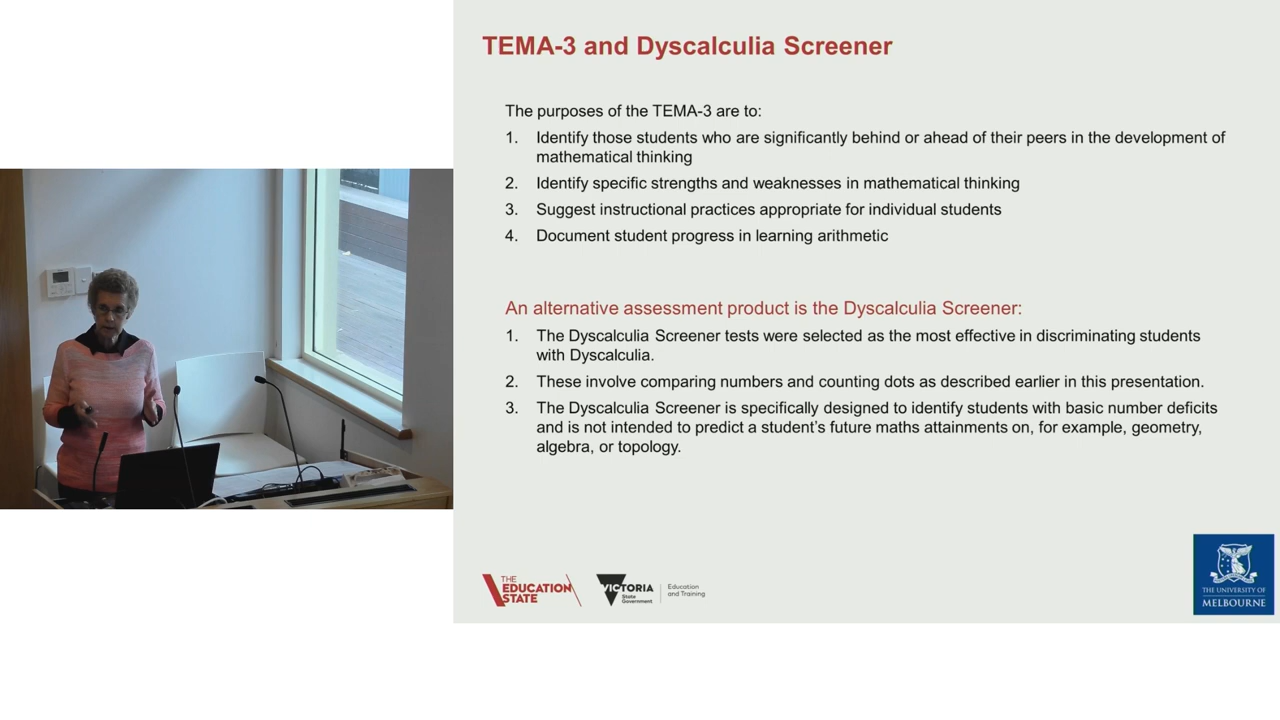 TEMA-3 and Dyscalculia Screener
The purposes of the TEMA-3 are to:
1. Identify those students who are significantly behind or ahead of their peers in the development of
mathematical thinking
2. Identify specific strengths and weaknesses in mathematical thinking
3. Suggest instructional practices appropriate for individual students
4. Document student progress in learning arithmetic
An alternative assessment product is the Dyscalculia Screener:
1. The Dyscalculia Screener tests were selected as the most effective in discriminating students
with Dyscalculia.
2. These involve comparing numbers and counting dots as described earlier in this presentation.
3. The Dyscalculia Screener is specifically designed to identify students with basic number deficits
and is not intended to predict a student's future maths attainments on, for example, geometry,
algebra, or topology.
THE
EDUCATION
STATE
VICTORIA
State
Government
Education
and Training
THE UNIVERSITY OF
MELBOURNE